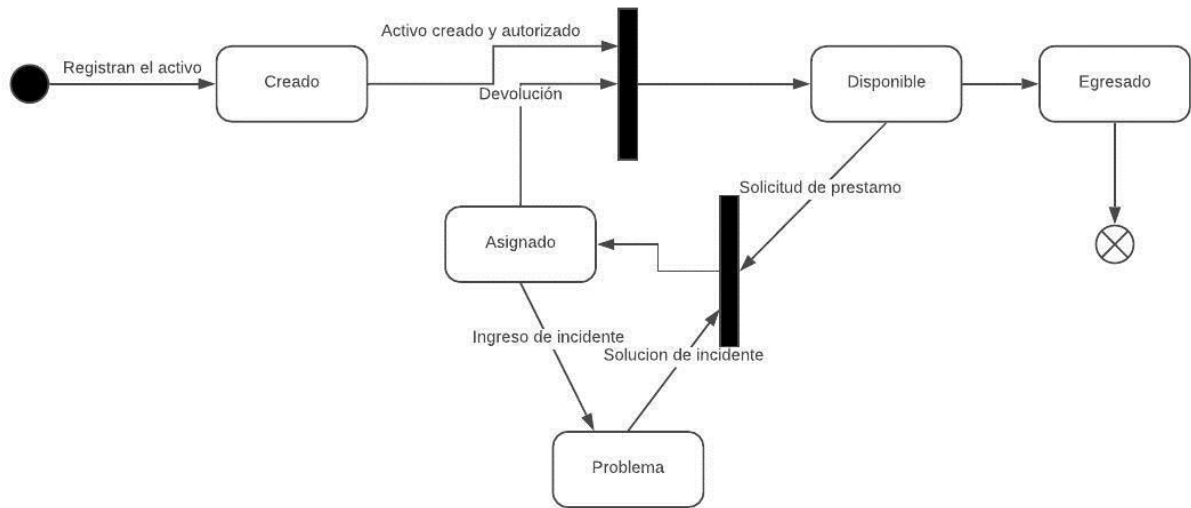 Activo creado y autorizado
Registran el activo
Creado
Disponible
Egresado
Devolución
Solicitud de prestamo
Asignado
Ingreso de incidente
Solucion de incidente
Problema